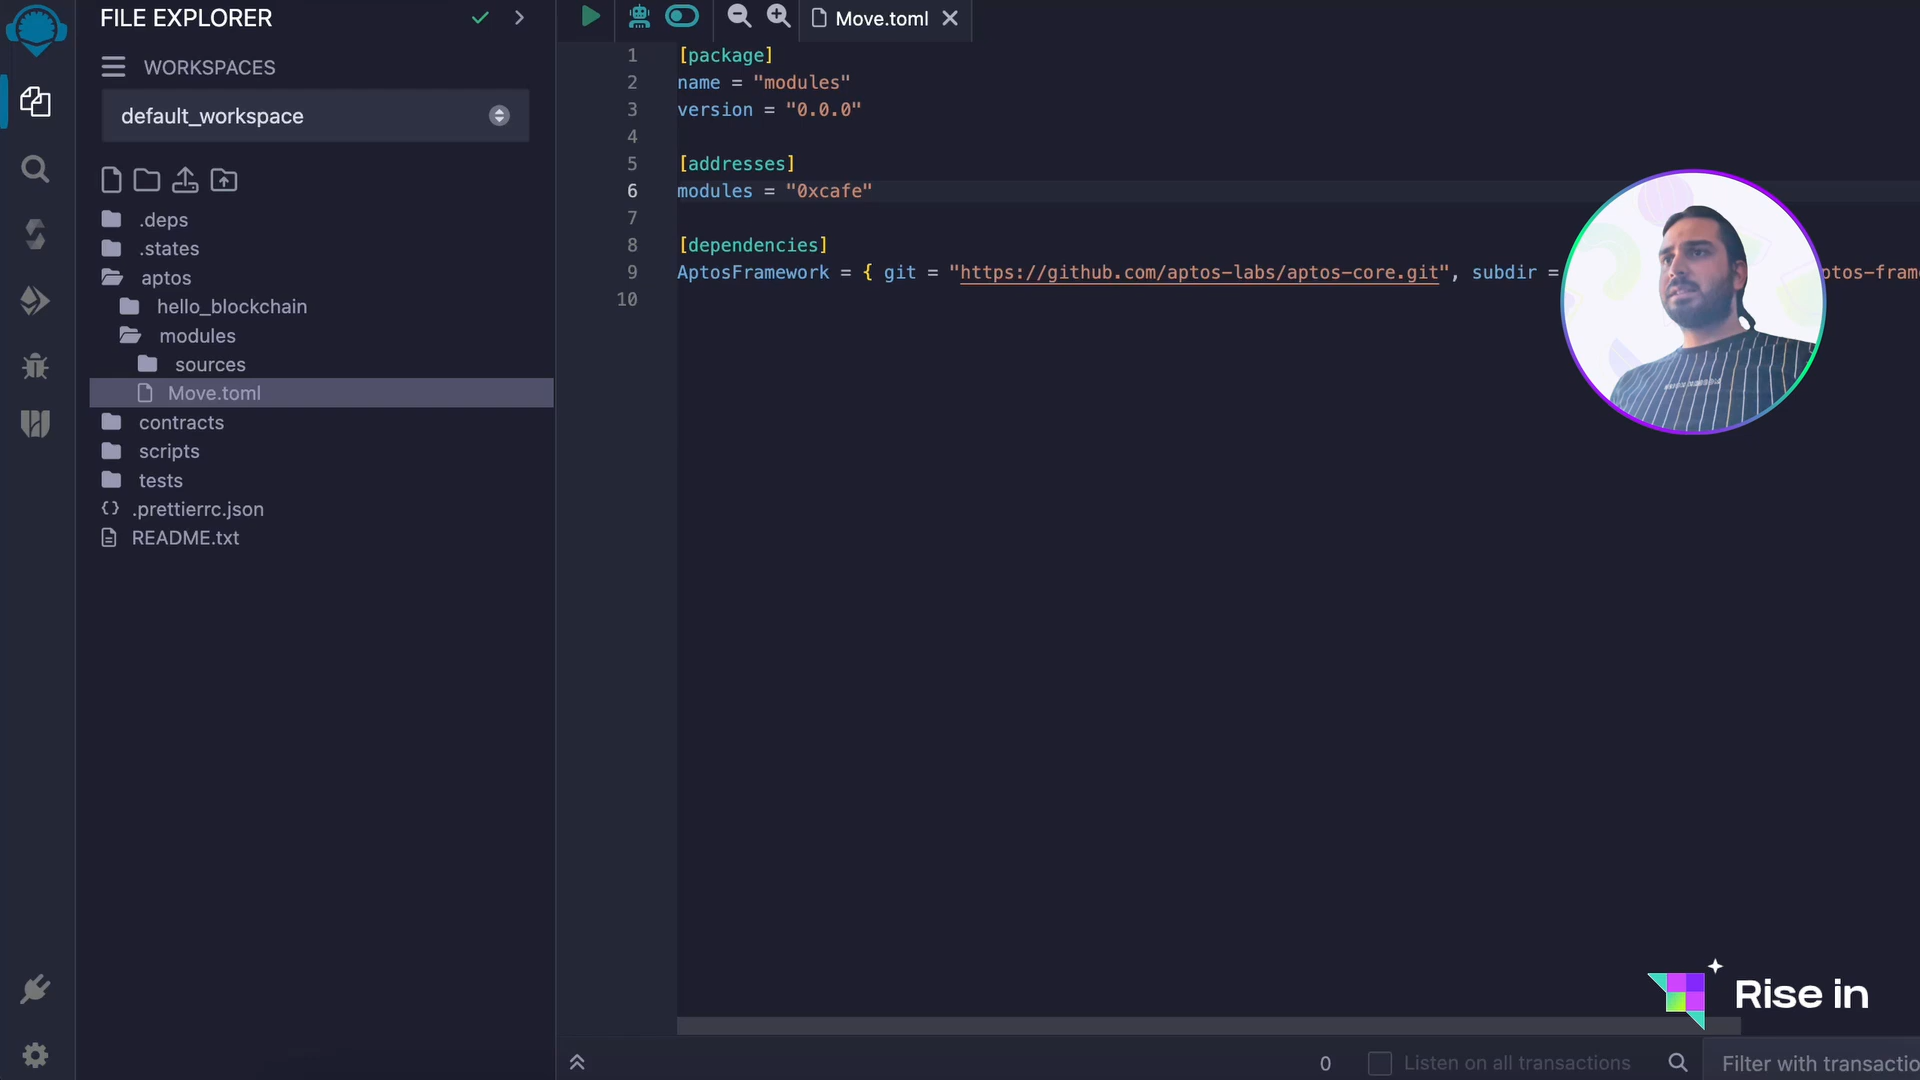 FILE EXPLORER
WORKSPACES
default_workspace
.deps
.states
aptos
hello_blockchain
modules
sources
Move.toml
contracts
scripts
tests
.prettierrc.json
README.txt
Move.toml
1 [package]
2 name = "modules"
3 version = "0.0.0"
4
5 [addresses]
6 modules = "0xcafe"
7
8 [dependencies]
9 AptosFramework = { git = "https://github.com/aptos-labs/aptos-core.git", subdir = ptos-fram
10
Rise in
0 Listen on all transactions Filter with transactio